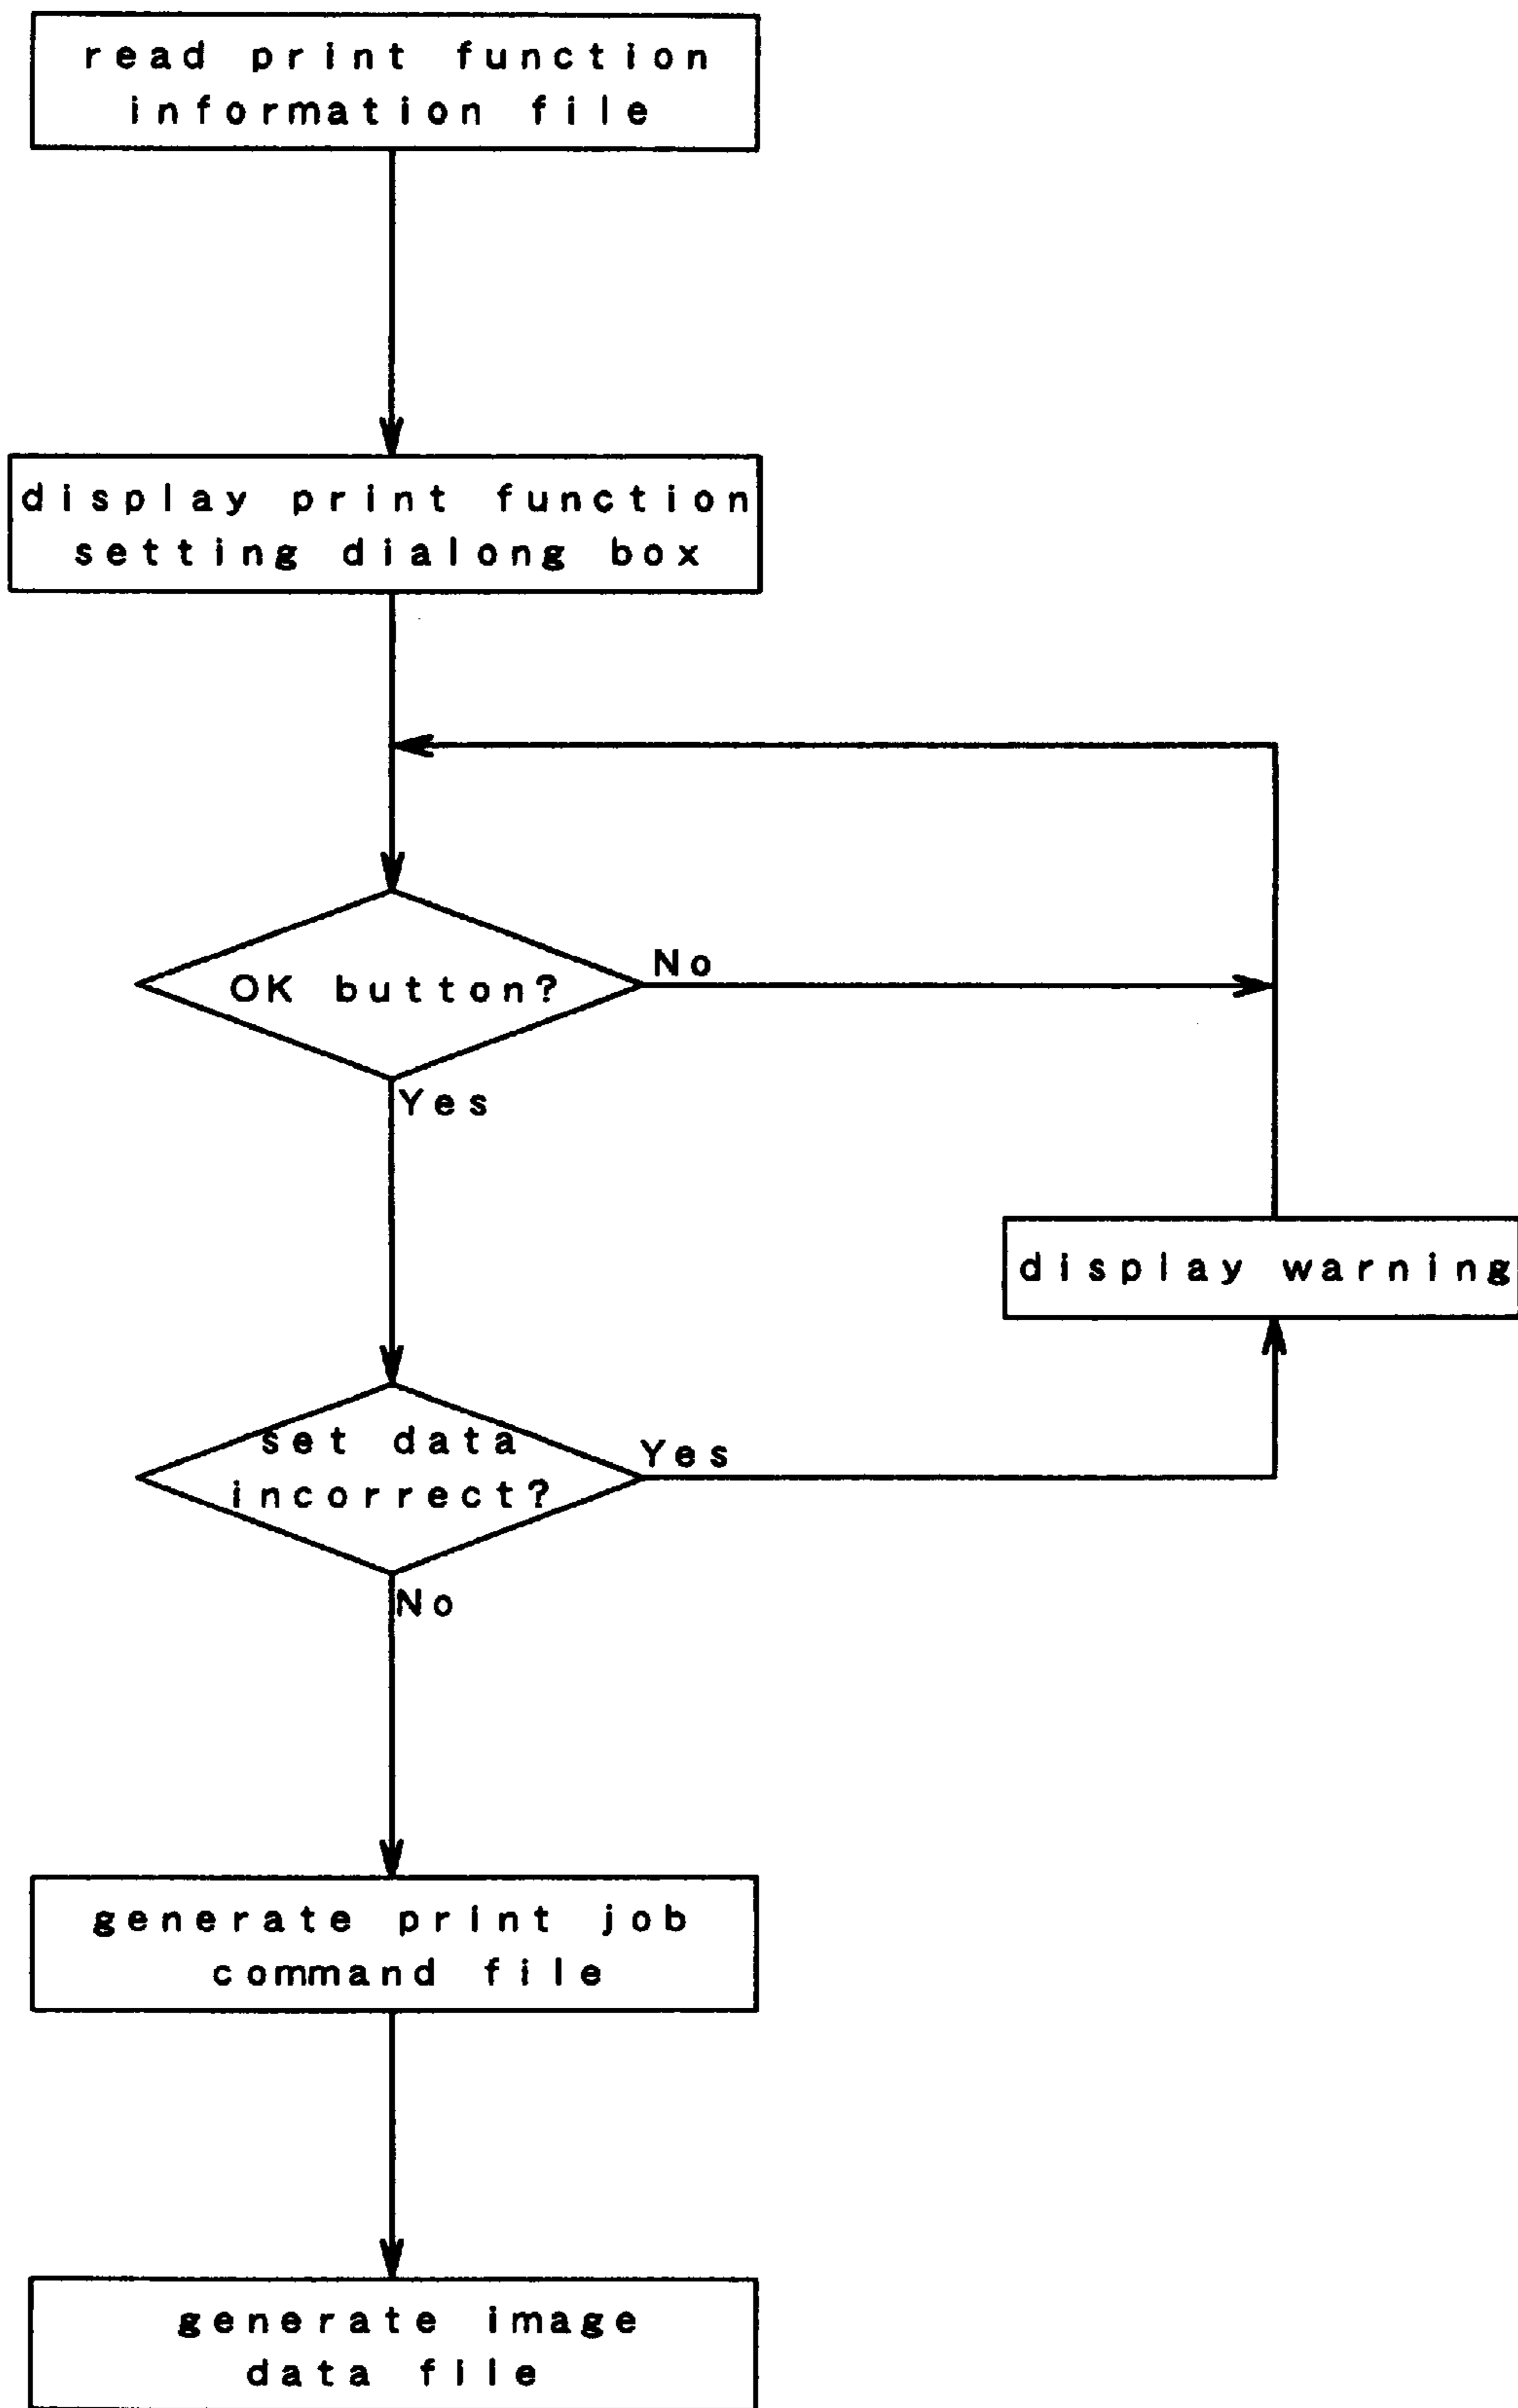 read print function
information file
display print function
setting dialong box
OK button?
No
Yes
display warning
set data
incorrect?
Yes
No
generate print job
command file
generate image
data file